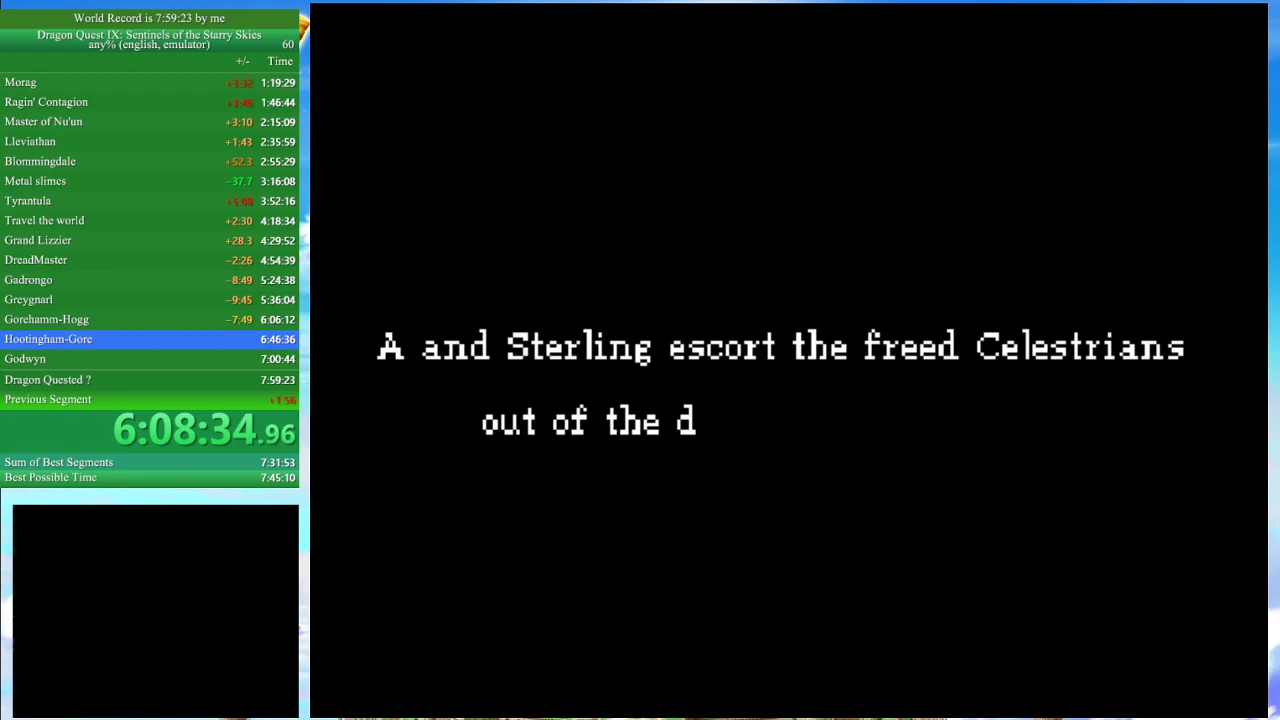 World Record is 7:59:23 by me
Dragon Quest IX: Sentinels of the Starry Skies
any% (english, emulator) 60
+/- Time
Morag +3:32 1:19:29
Ragin' Contagion +3:46 1:46:44
Master of Nu'un +3:10 2:15:09
Lleviathan +1:43 2:35:59
Blommingdale +52.3 2:55:29
Metal slimes −37.7 3:16:08
Tyrantula +5:08 3:52:16
Travel the world +2:30 4:18:34
Grand Lizzier +28.3 4:29:52
DreadMaster −2:26 4:54:39
Gadrongo −8:49 5:24:38
Greygnarl −9:45 5:36:04
Gorehamm-Hogg −7:49 6:06:12
Hootingham-Gore 6:46:36
Godwyn 7:00:44
Dragon Quested ? 7:59:23
Previous Segment +1:56
6:08:34.96
Sum of Best Segments 7:31:53
Best Possible Time 7:45:10
A and Sterling escort the freed Celestrians
out of the d